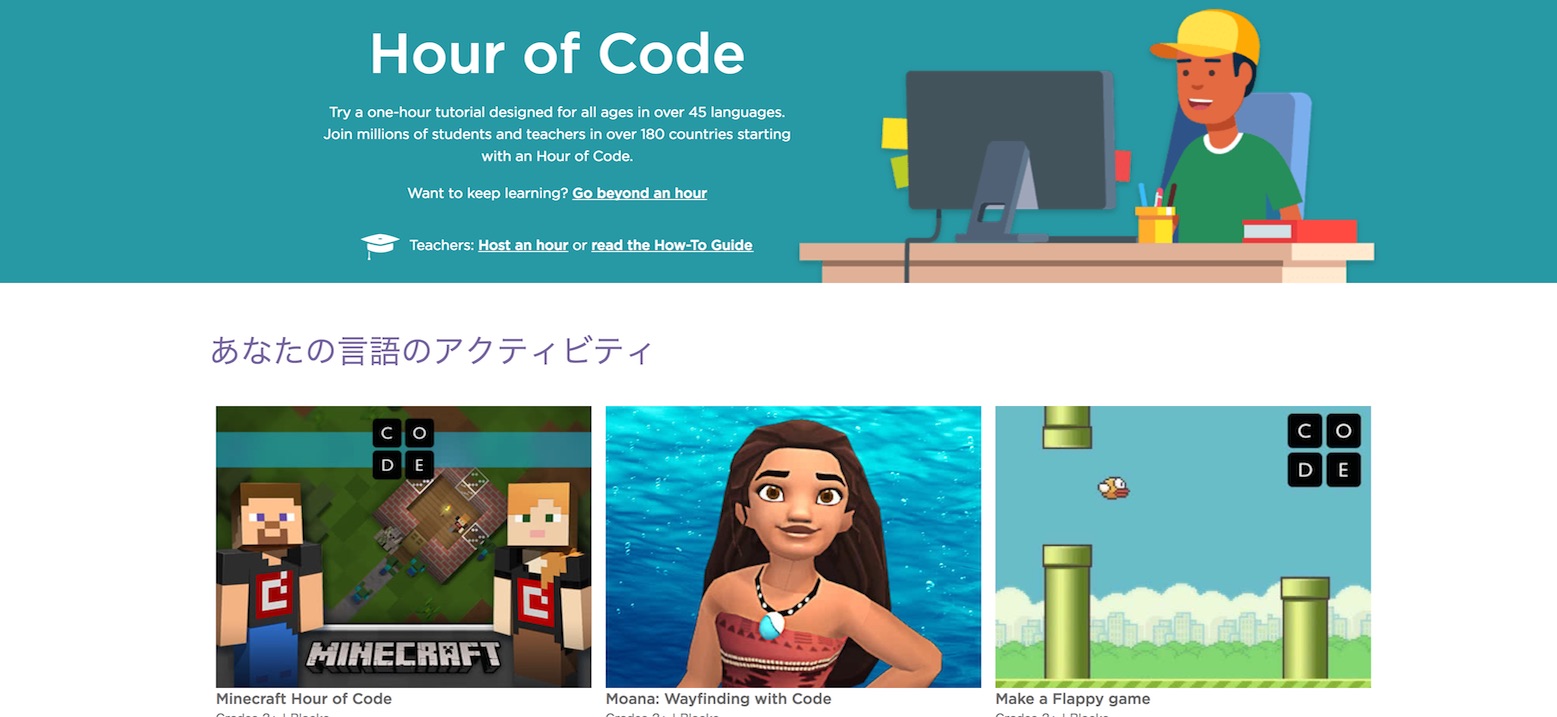 Hour of Code
Try a one-hour tutorial designed for all ages in over 45 languages.
Join millions of students and teachers in over 180 countries starting
with an Hour of Code.
Want to keep learning? Go beyond an hour
Teachers: Host an hour or read the How-To Guide
あなたの言語のアクティビティ
C O
D E
MINECRAFT
C O
D E
Minecraft Hour of Code
Moana: Wayfinding with Code
Make a Flappy game